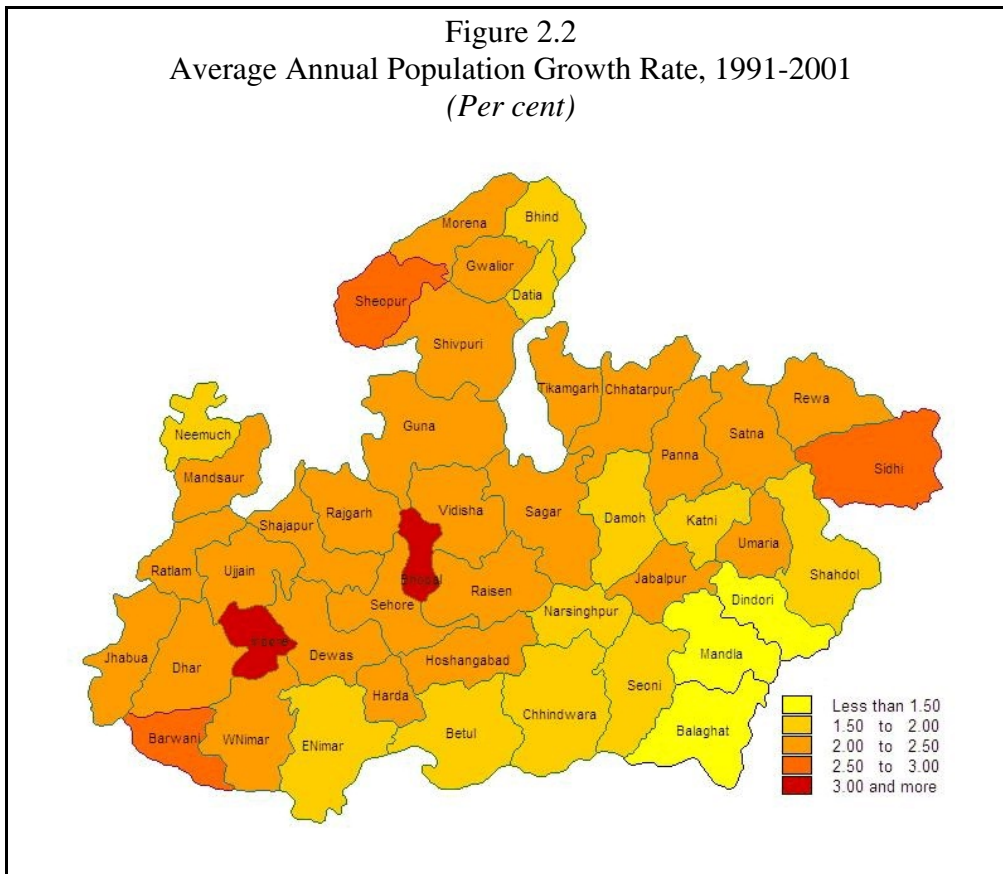 Figure 2.2
Average Annual Population Growth Rate, 1991-2001
(Per cent)
Bhind
Morena
Gwalior
Datia
Sheopur
Shivpuri
Tikamgarh
Chhatarpur
Rewa
Guna
Satna
Neemuch
Panna
Sidhi
Mandsaur
Vidisha
Sagar
Rajgarh
Damoh
Katni
Shajapur
Umaria
Ratlam
Ujjain
Bhopal
Jabalpur
Shahdol
Raisen
Dindori
Sehore
Narsinghpur
Indore
Jhabua
Dhar
Dewas
Hoshangabad
Mandla
Seoni
Harda
Chhindwara
Barwani
WNimar
ENimar
Betul
Balaghat
Less than 1.50
1.50 to 2.00
2.00 to 2.50
2.50 to 3.00
3.00 and more